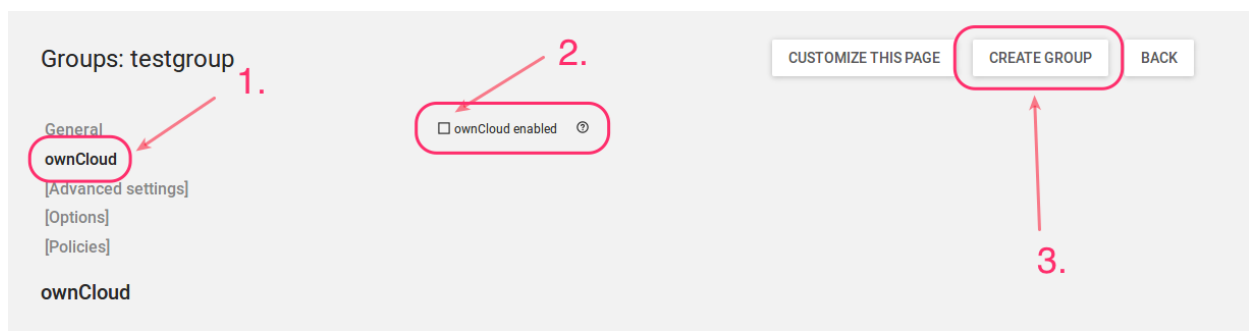 Groups: testgroup
1.
2.
CUSTOMIZE THIS PAGE
CREATE GROUP
BACK
General
ownCloud
[Advanced settings]
[Options]
[Policies]
ownCloud enabled
3.
ownCloud